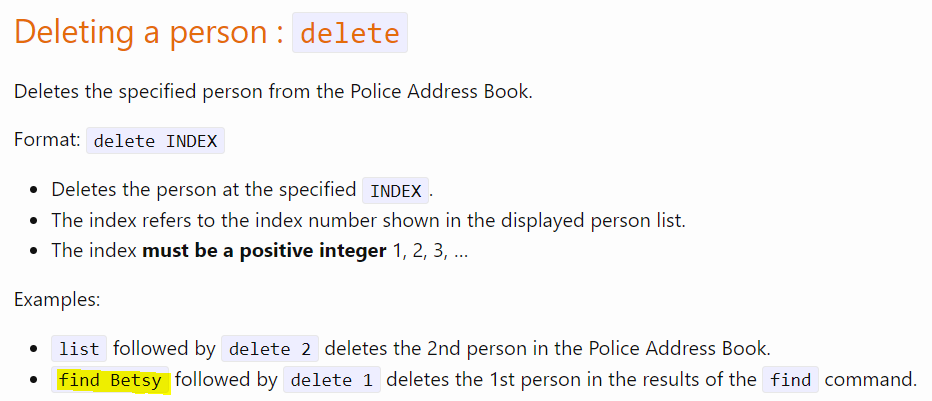 Deleting a person : delete
Deletes the specified person from the Police Address Book.
Format: delete INDEX
• Deletes the person at the specified INDEX.
• The index refers to the index number shown in the displayed person list.
• The index must be a positive integer 1, 2, 3, ...
Examples:
• list followed by delete 2 deletes the 2nd person in the Police Address Book.
• find Betsy followed by delete 1 deletes the 1st person in the results of the find command.